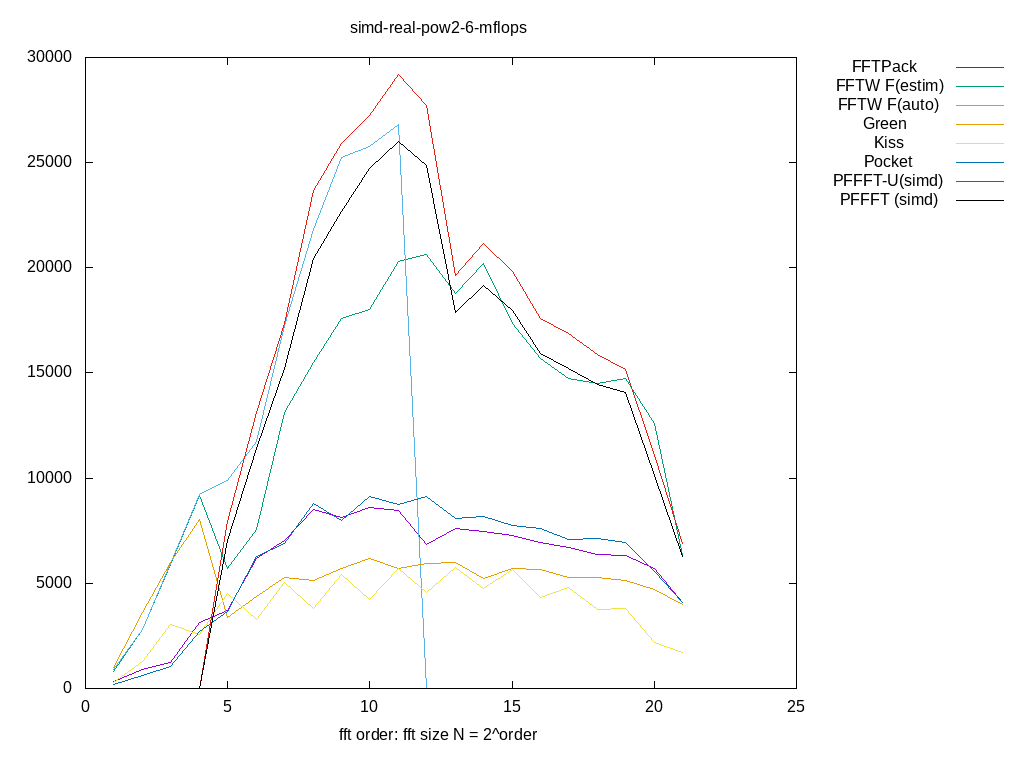 simd-real-pow2-6-mflops
30000
25000
20000
15000
10000
5000
0
0 5 10 15 20 25
fft order: fft size N = 2^order
FFTPack
FFTW F(estim)
FFTW F(auto)
Green
Kiss
Pocket
PFFFT-U(simd)
PFFFT (simd)